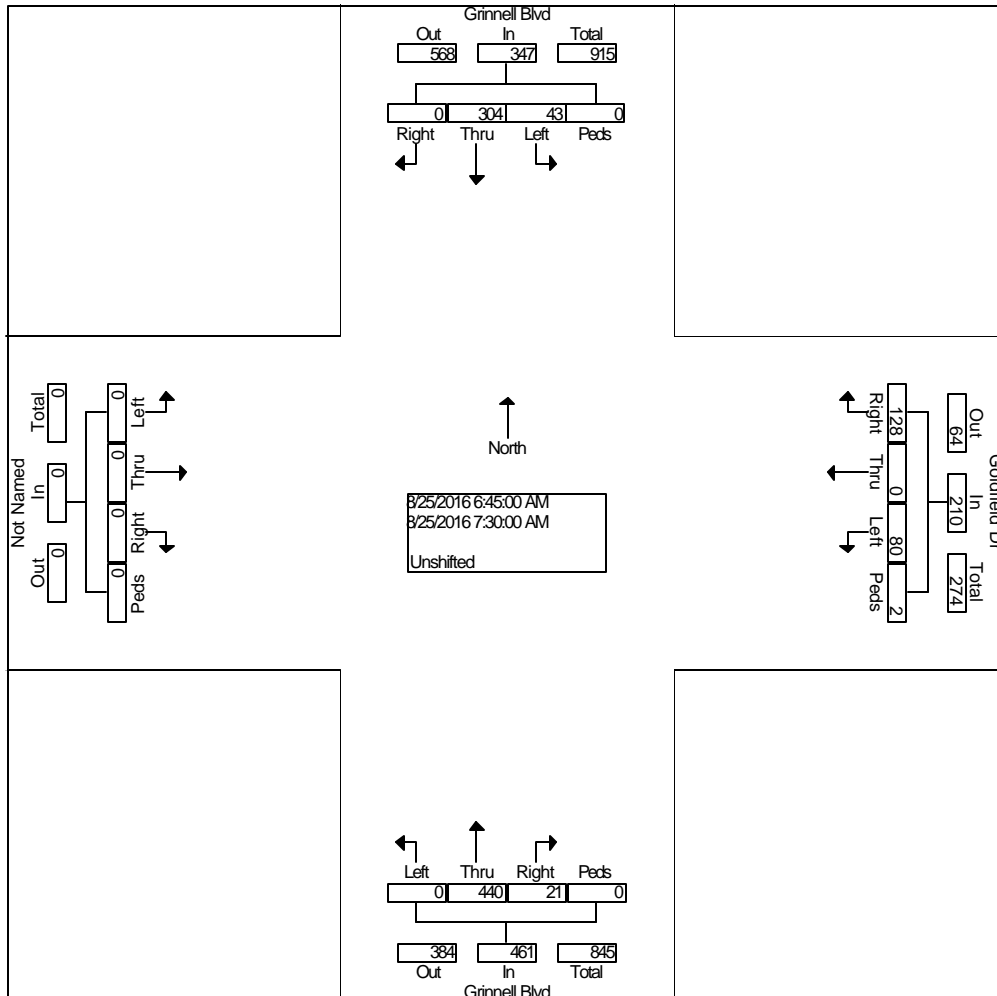 Grinnell Blvd
Out In Total
568 347 915
0 304 43 0
Right Thru Left Peds
Not Named
Out In Total
0 0 0
0 0 0 0
Left Thru Right Peds
North
8/25/2016 6:45:00 AM
8/25/2016 7:30:00 AM
Unshifted
Right Thru Left Peds
128 0 80 2
Out In Total
64 210 274
Goldfield Dr
Left Thru Right Peds
0 440 21 0
384 461 845
Out In Total
Grinnell Blvd